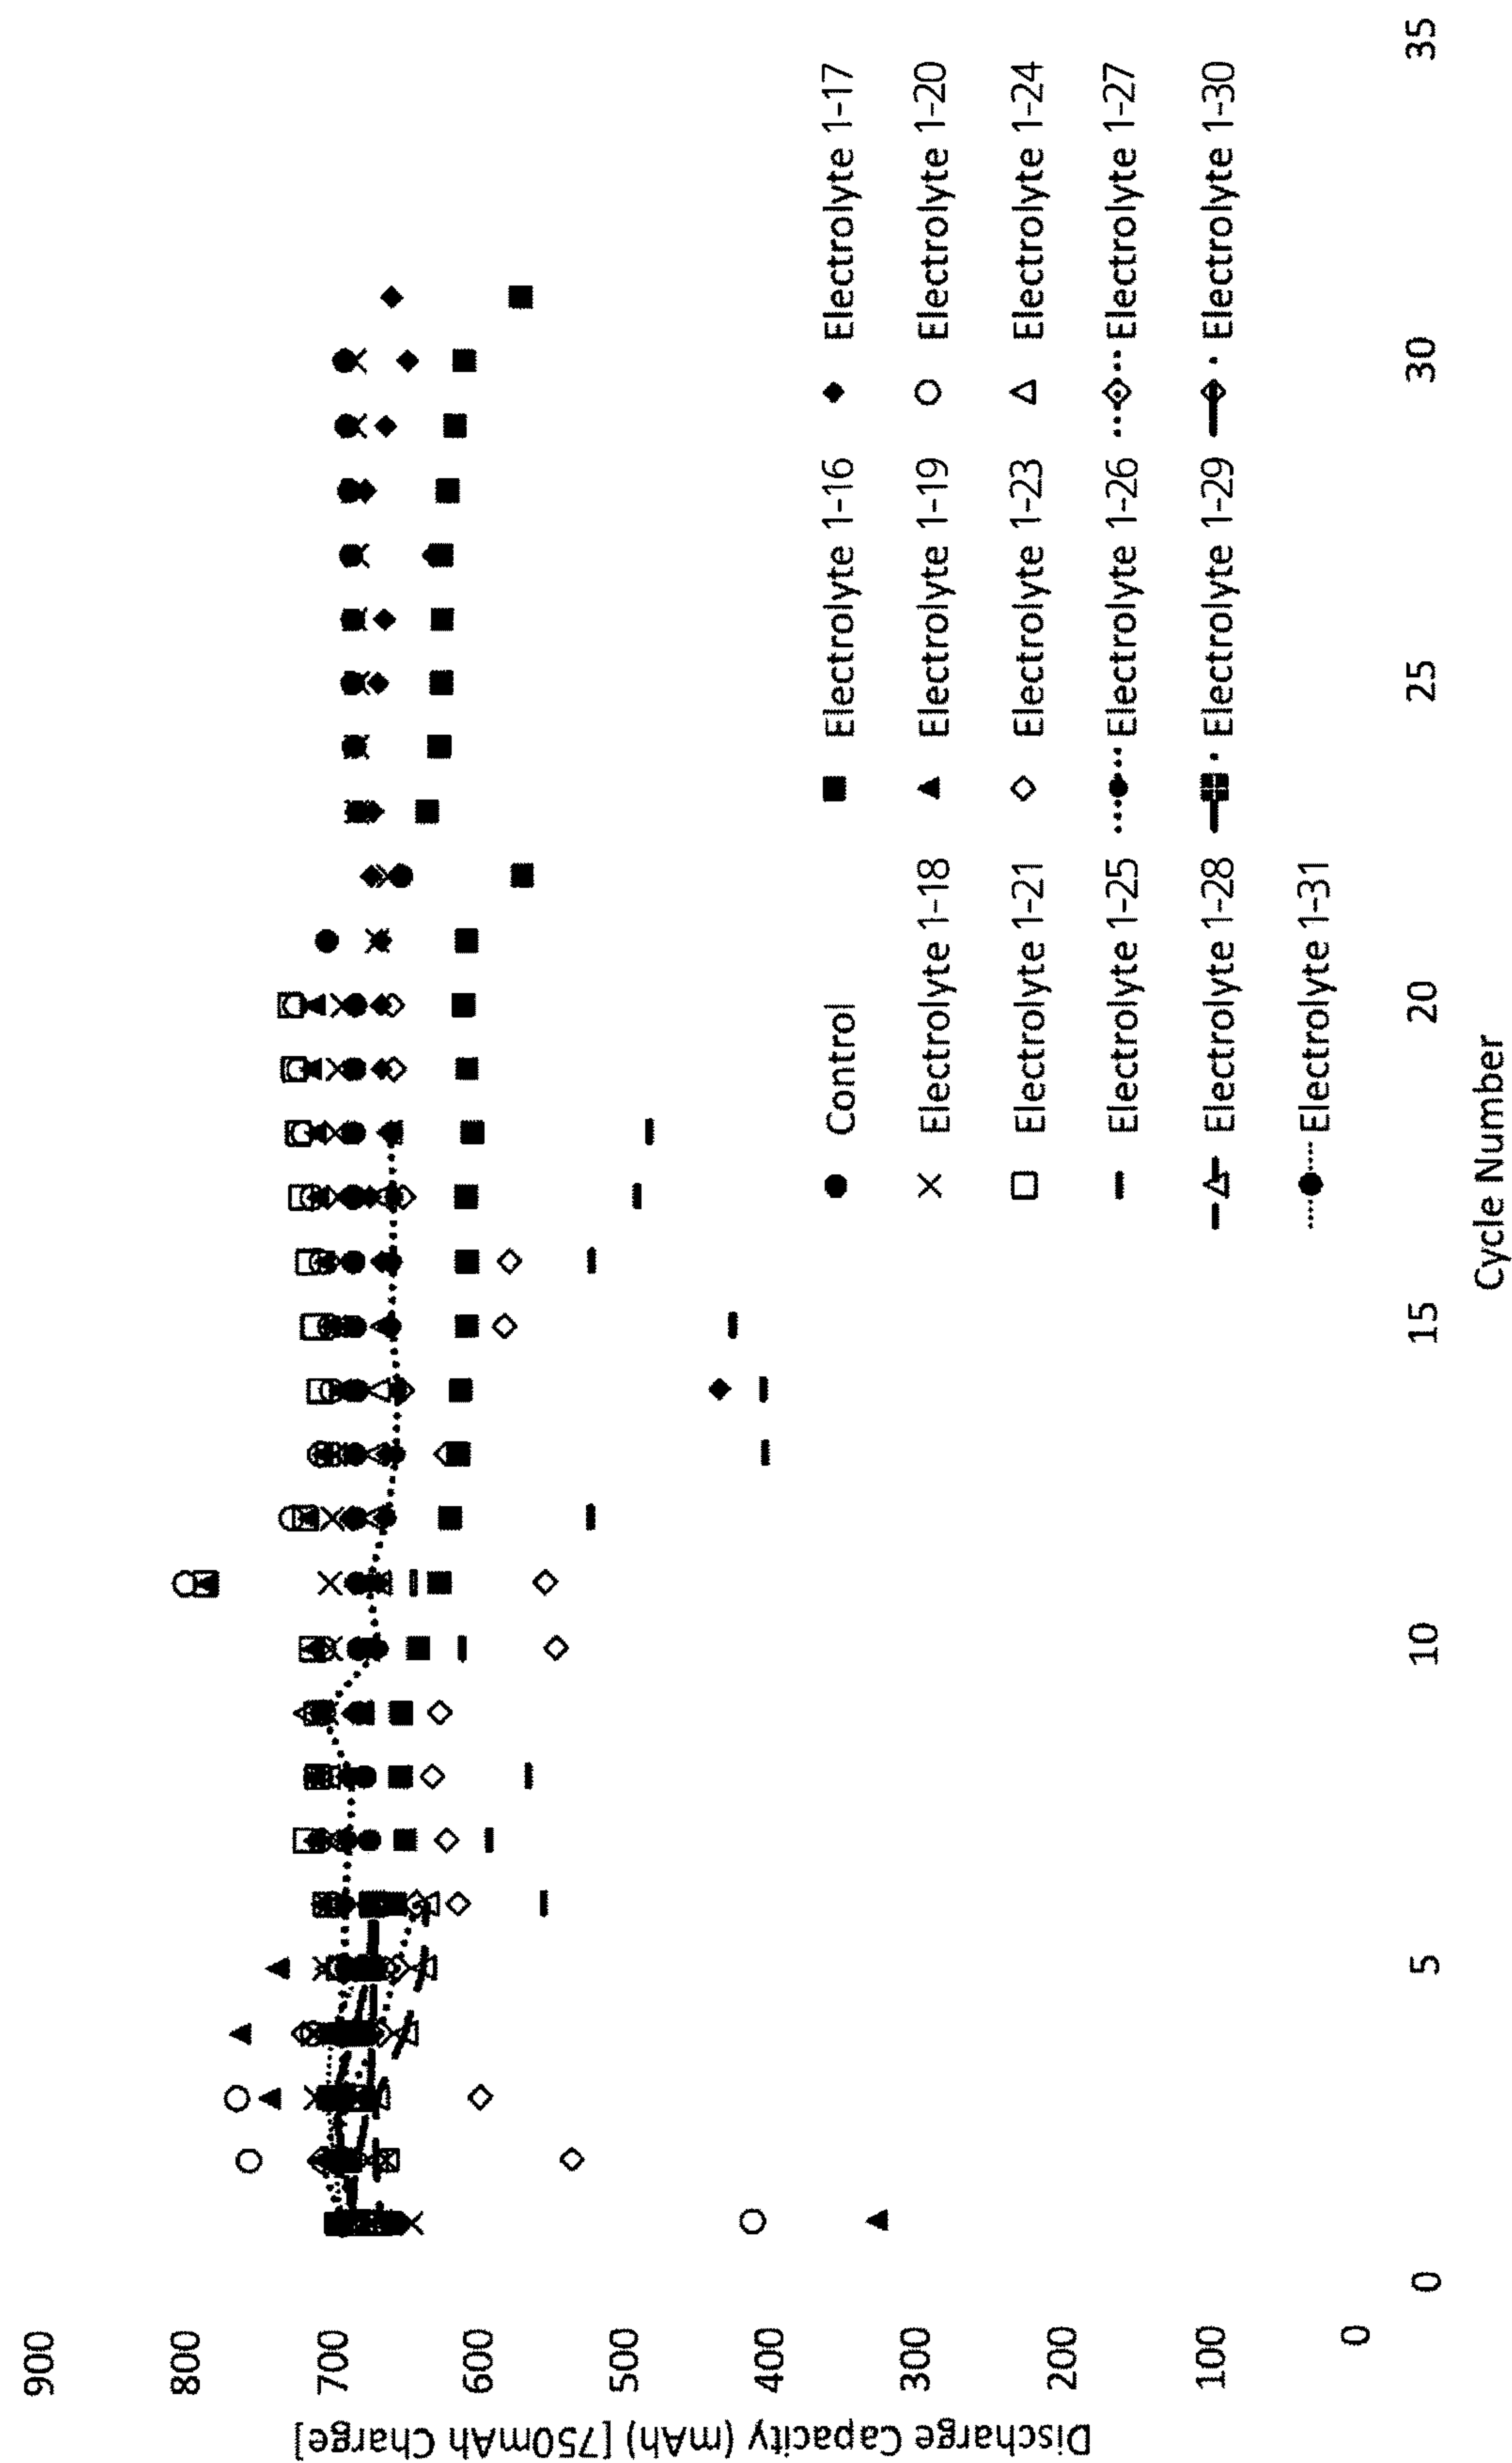 Discharge Capacity (mAh) [750mAh Charge]
900
800
700
600
500
400
300
200
100
0
0
5
10
15
20
25
30
35
Cycle Number
Control
Electrolyte 1-16
Electrolyte 1-17
Electrolyte 1-18
Electrolyte 1-19
Electrolyte 1-20
Electrolyte 1-21
Electrolyte 1-23
Electrolyte 1-24
Electrolyte 1-25
Electrolyte 1-26
Electrolyte 1-27
Electrolyte 1-28
Electrolyte 1-29
Electrolyte 1-30
Electrolyte 1-31